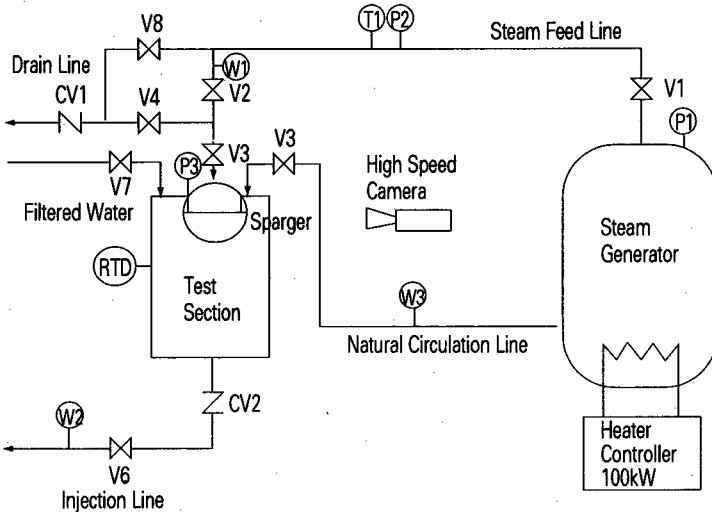 V8
T1
P2
Steam Feed Line
Drain Line
W1
V1
CV1
V4
V2
P1
V3
V3
P3
High Speed
Camera
V7
Filtered Water
Sparger
Steam
Generator
RTD
Test
Section
W3
Natural Circulation Line
CV2
W2
V6
Heater
Controller
100kW
Injection Line